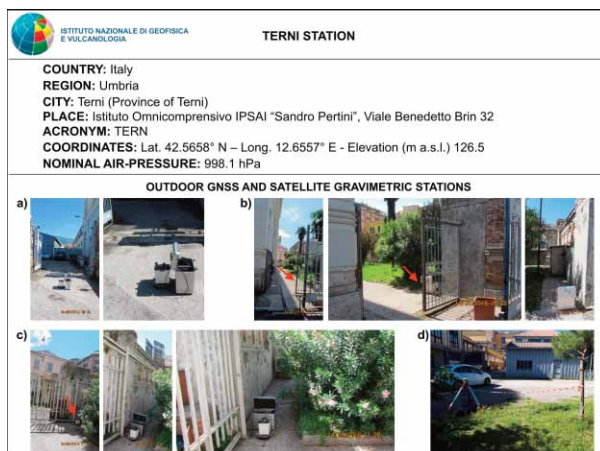 ISTITUTO NAZIONALE DI GEOFISICA
E VULCANOLOGIA
TERNI STATION
COUNTRY: Italy
REGION: Umbria
CITY: Terni (Province of Terni)
PLACE: Istituto Omnicomprensivo IPSAI “Sandro Pertini”, Viale Benedetto Brin 32
ACRONYM: TERN
COORDINATES: Lat. 42.5658° N – Long. 12.6557° E - Elevation (m a.s.l.) 126.5
NOMINAL AIR-PRESSURE: 998.1 hPa
OUTDOOR GNSS AND SATELLITE GRAVIMETRIC STATIONS
a)
b)
c)
d)